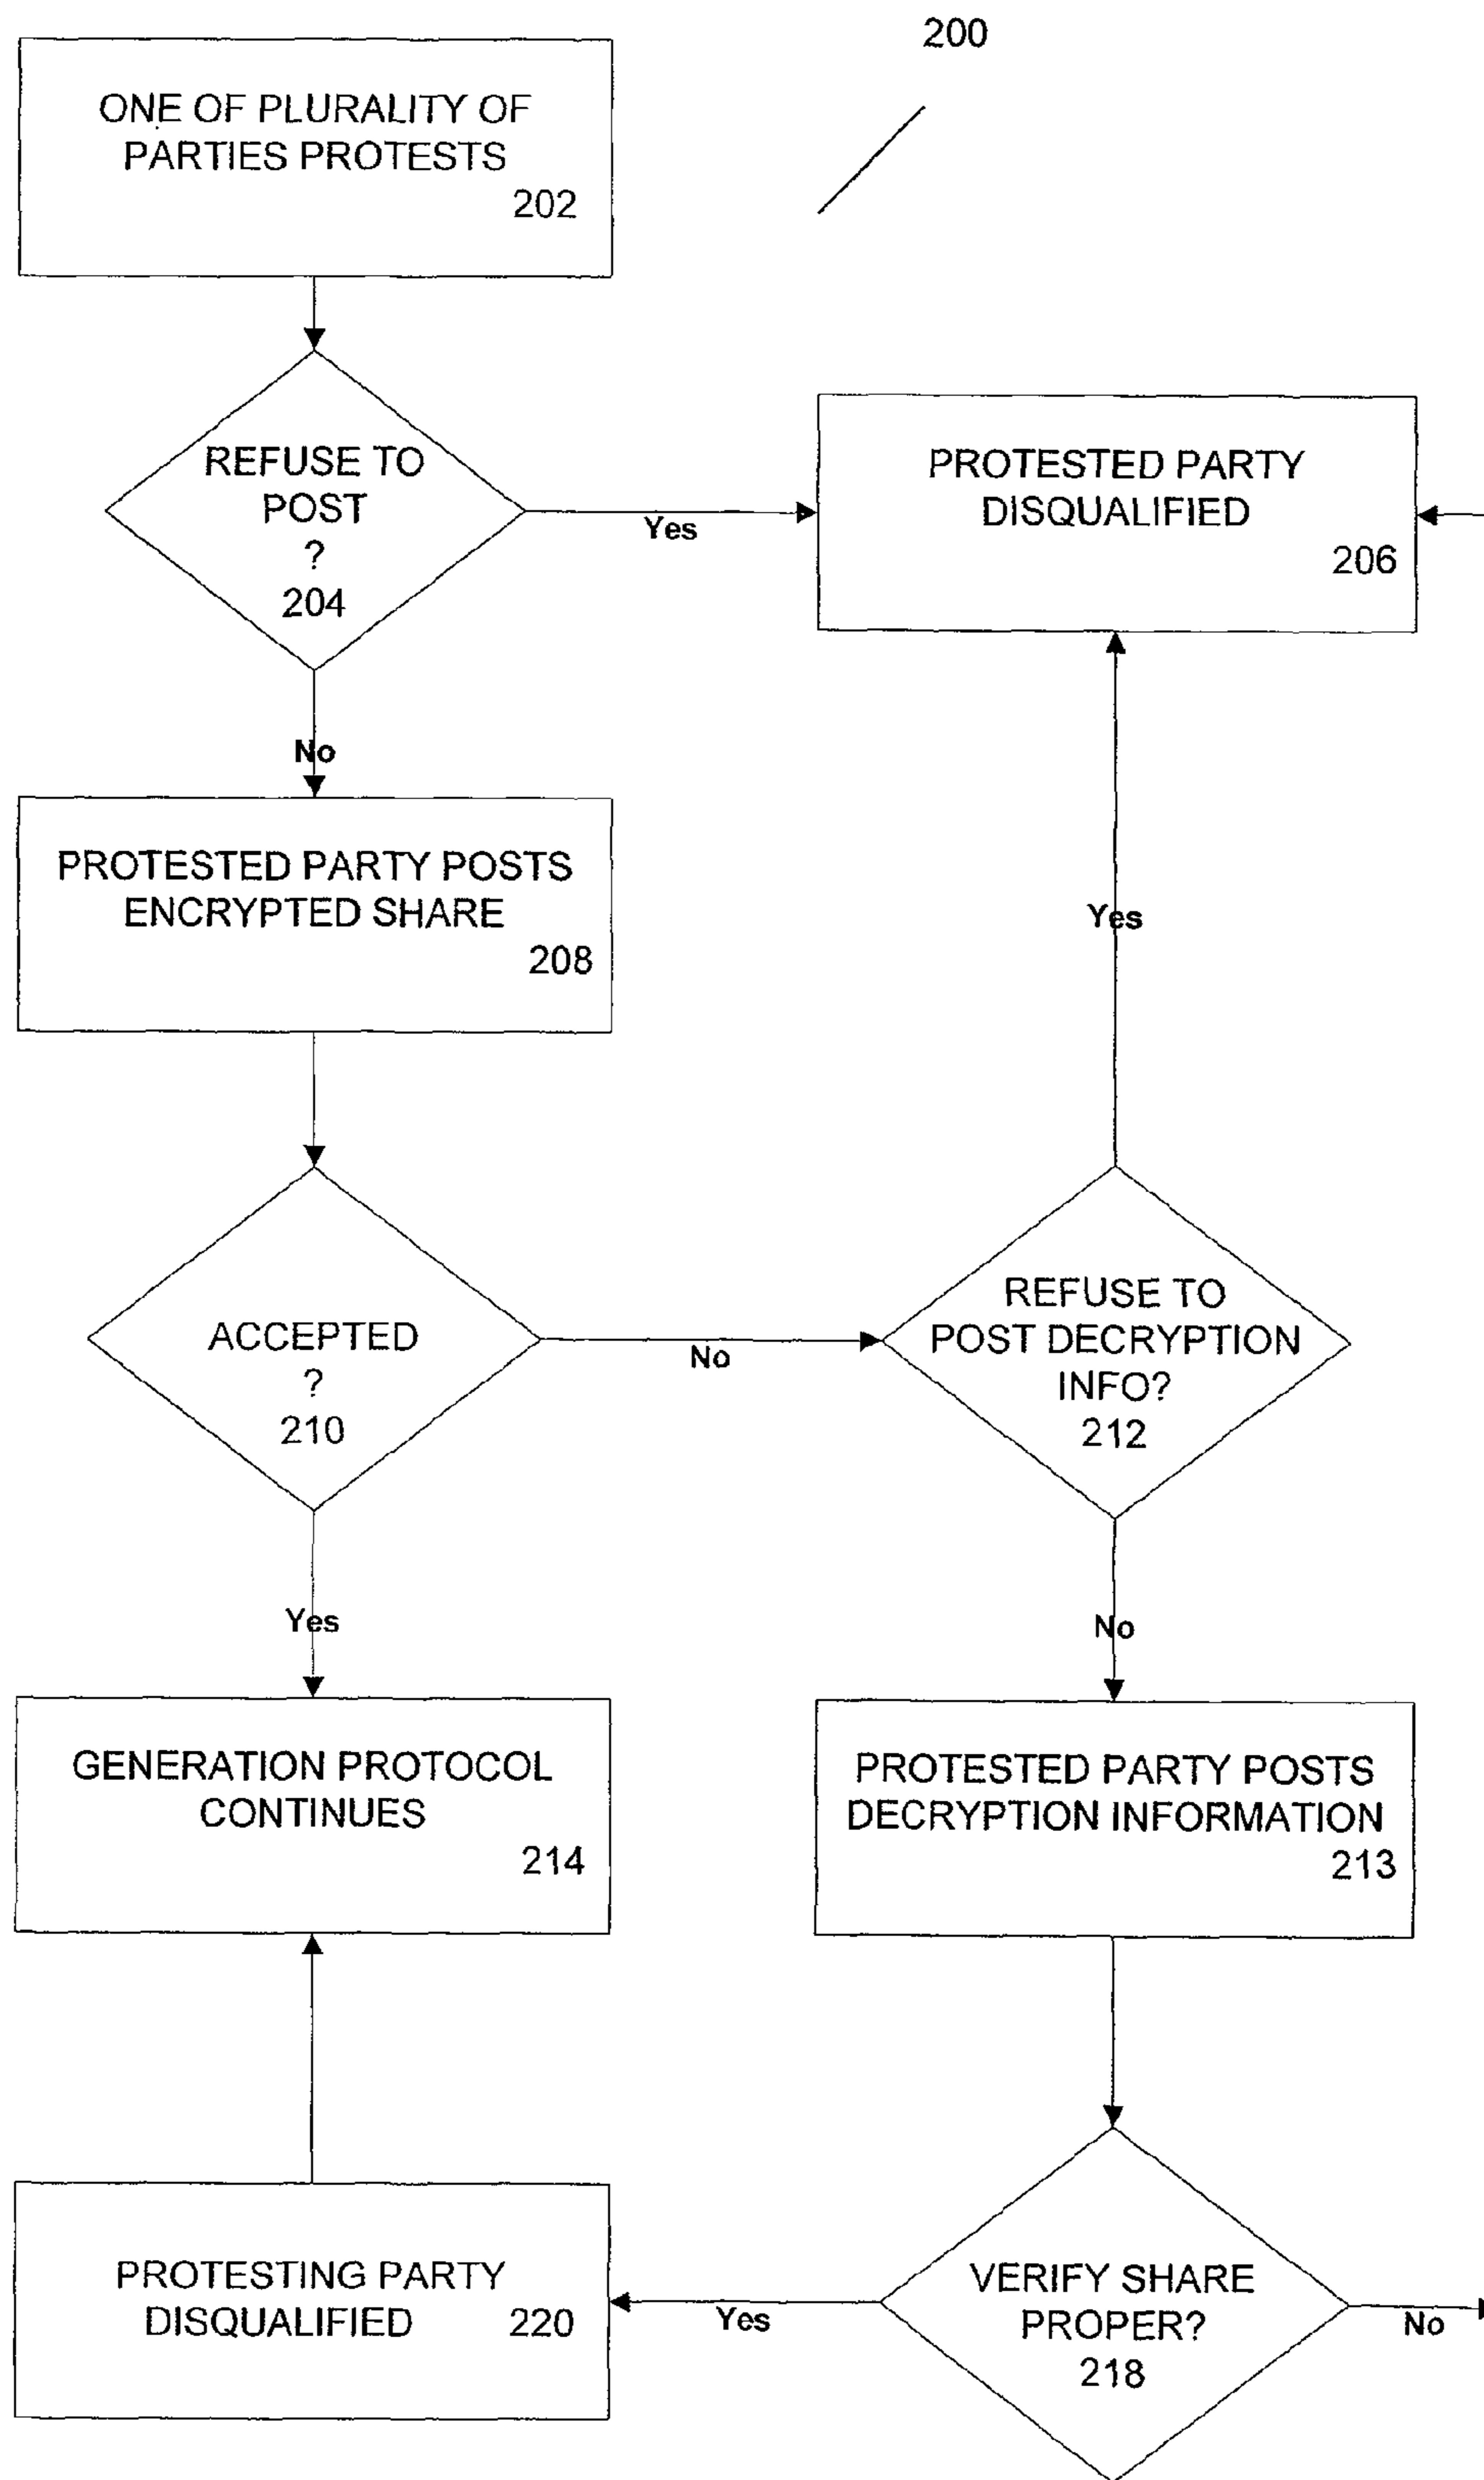 200
ONE OF PLURALITY OF
PARTIES PROTESTS
202
REFUSE TO
POST
?
204
Yes
PROTESTED PARTY
DISQUALIFIED
206
No
PROTESTED PARTY POSTS
ENCRYPTED SHARE
208
Yes
ACCEPTED
?
210
No
REFUSE TO
POST DECRYPTION
INFO?
212
Yes
No
GENERATION PROTOCOL
CONTINUES
214
PROTESTED PARTY POSTS
DECRYPTION INFORMATION
213
PROTESTING PARTY
DISQUALIFIED 220
Yes
VERIFY SHARE
PROPER?
218
No